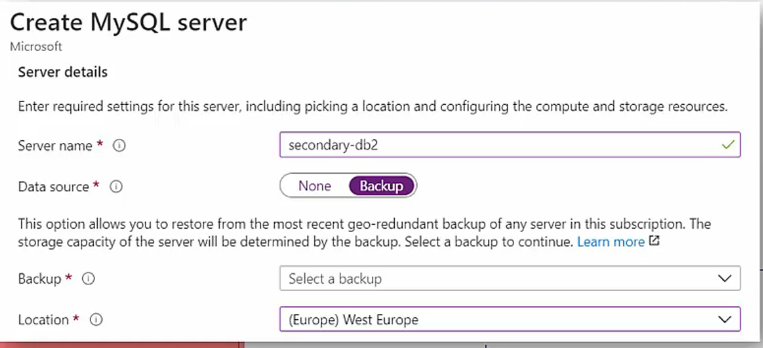 Create MySQL server
Microsoft
Server details
Enter required settings for this server, including picking a location and configuring the compute and storage resources.
Server name * secondary-db2
Data source * None Backup
This option allows you to restore from the most recent geo-redundant backup of any server in this subscription. The
storage capacity of the server will be determined by the backup. Select a backup to continue. Learn more
Backup * Select a backup
Location * (Europe) West Europe